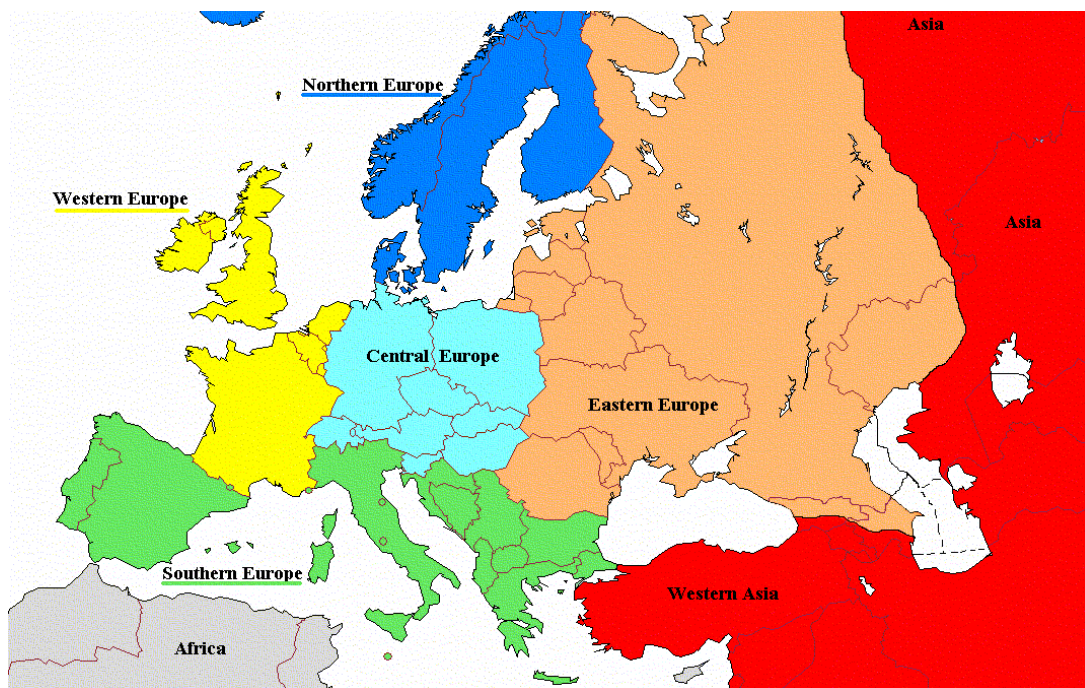 Asia
Northern Europe
Western Europe
Asia
Central Europe
Eastern Europe
Southern Europe
Western Asia
Africa